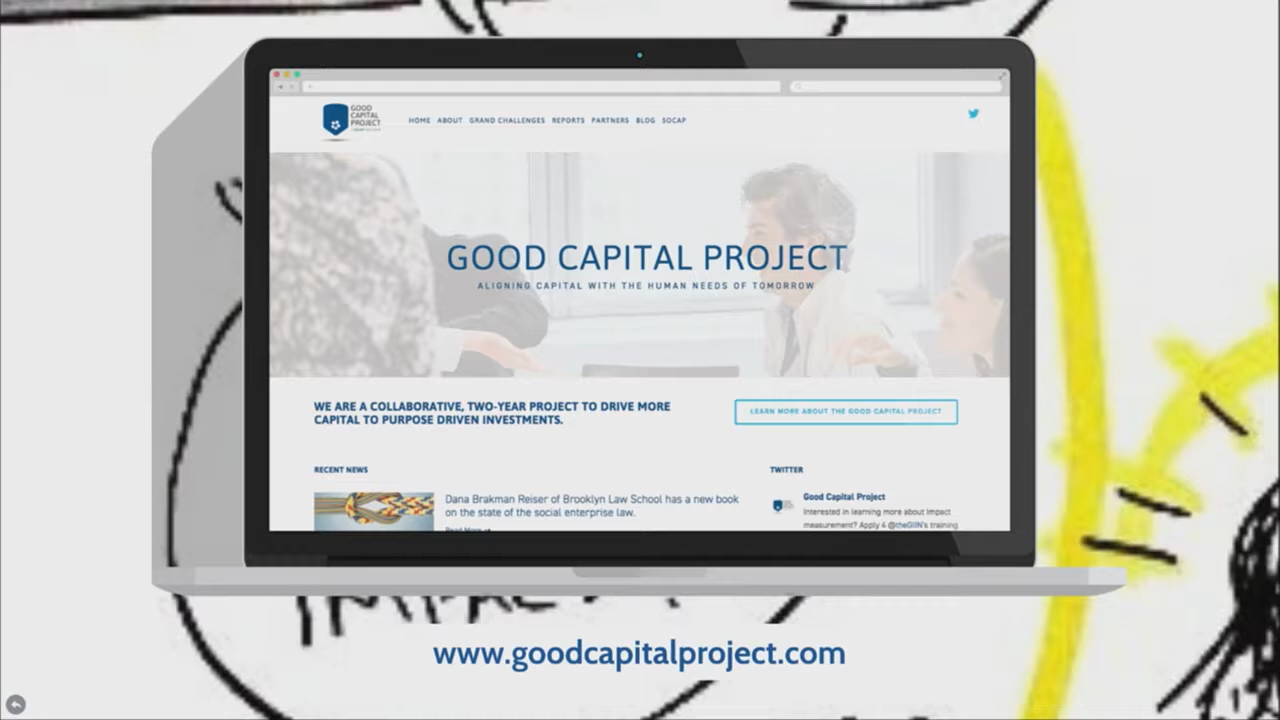 GOOD
CAPITAL
PROJECT
HOME ABOUT GRAND CHALLENGES REPORTS PARTNERS BLOG SOCAP
GOOD CAPITAL PROJECT
ALIGNING CAPITAL WITH THE HUMAN NEEDS OF TOMORROW
WE ARE A COLLABORATIVE, TWO-YEAR PROJECT TO DRIVE MORE
CAPITAL TO PURPOSE DRIVEN INVESTMENTS.
LEARN MORE ABOUT THE GOOD CAPITAL PROJECT
RECENT NEWS
Dana Brakman Reiser of Brooklyn Law School has a new book
on the state of the social enterprise law.
Read More
TWITTER
Good Capital Project
Interested in learning more about Impact
measurement? Apply 4 @theGIIN's training
IMPACT
www.goodcapitalproject.com